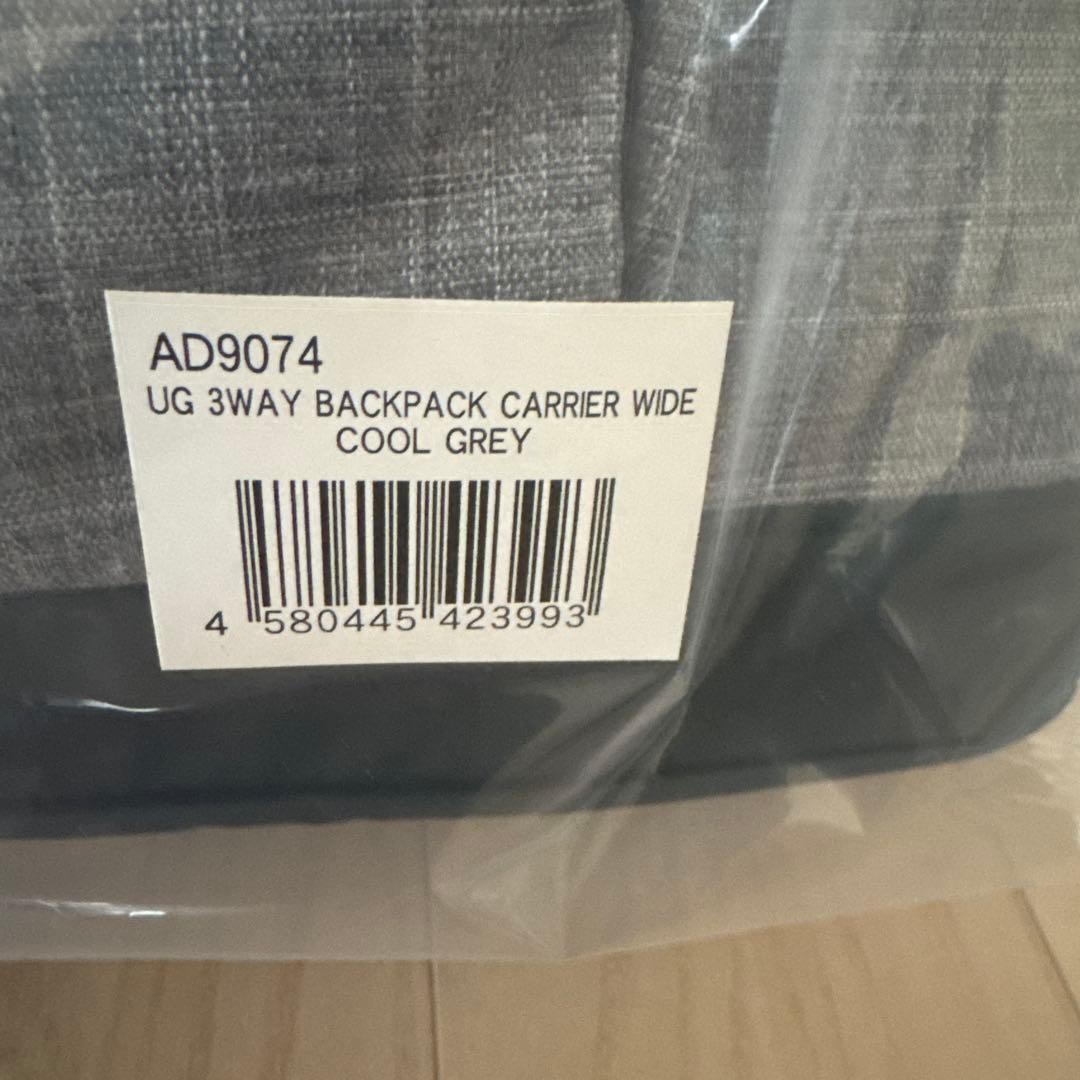 AD9074
UG 3WAY BACKPACK CARRIER WIDE
COOL GREY
4 580445 423993